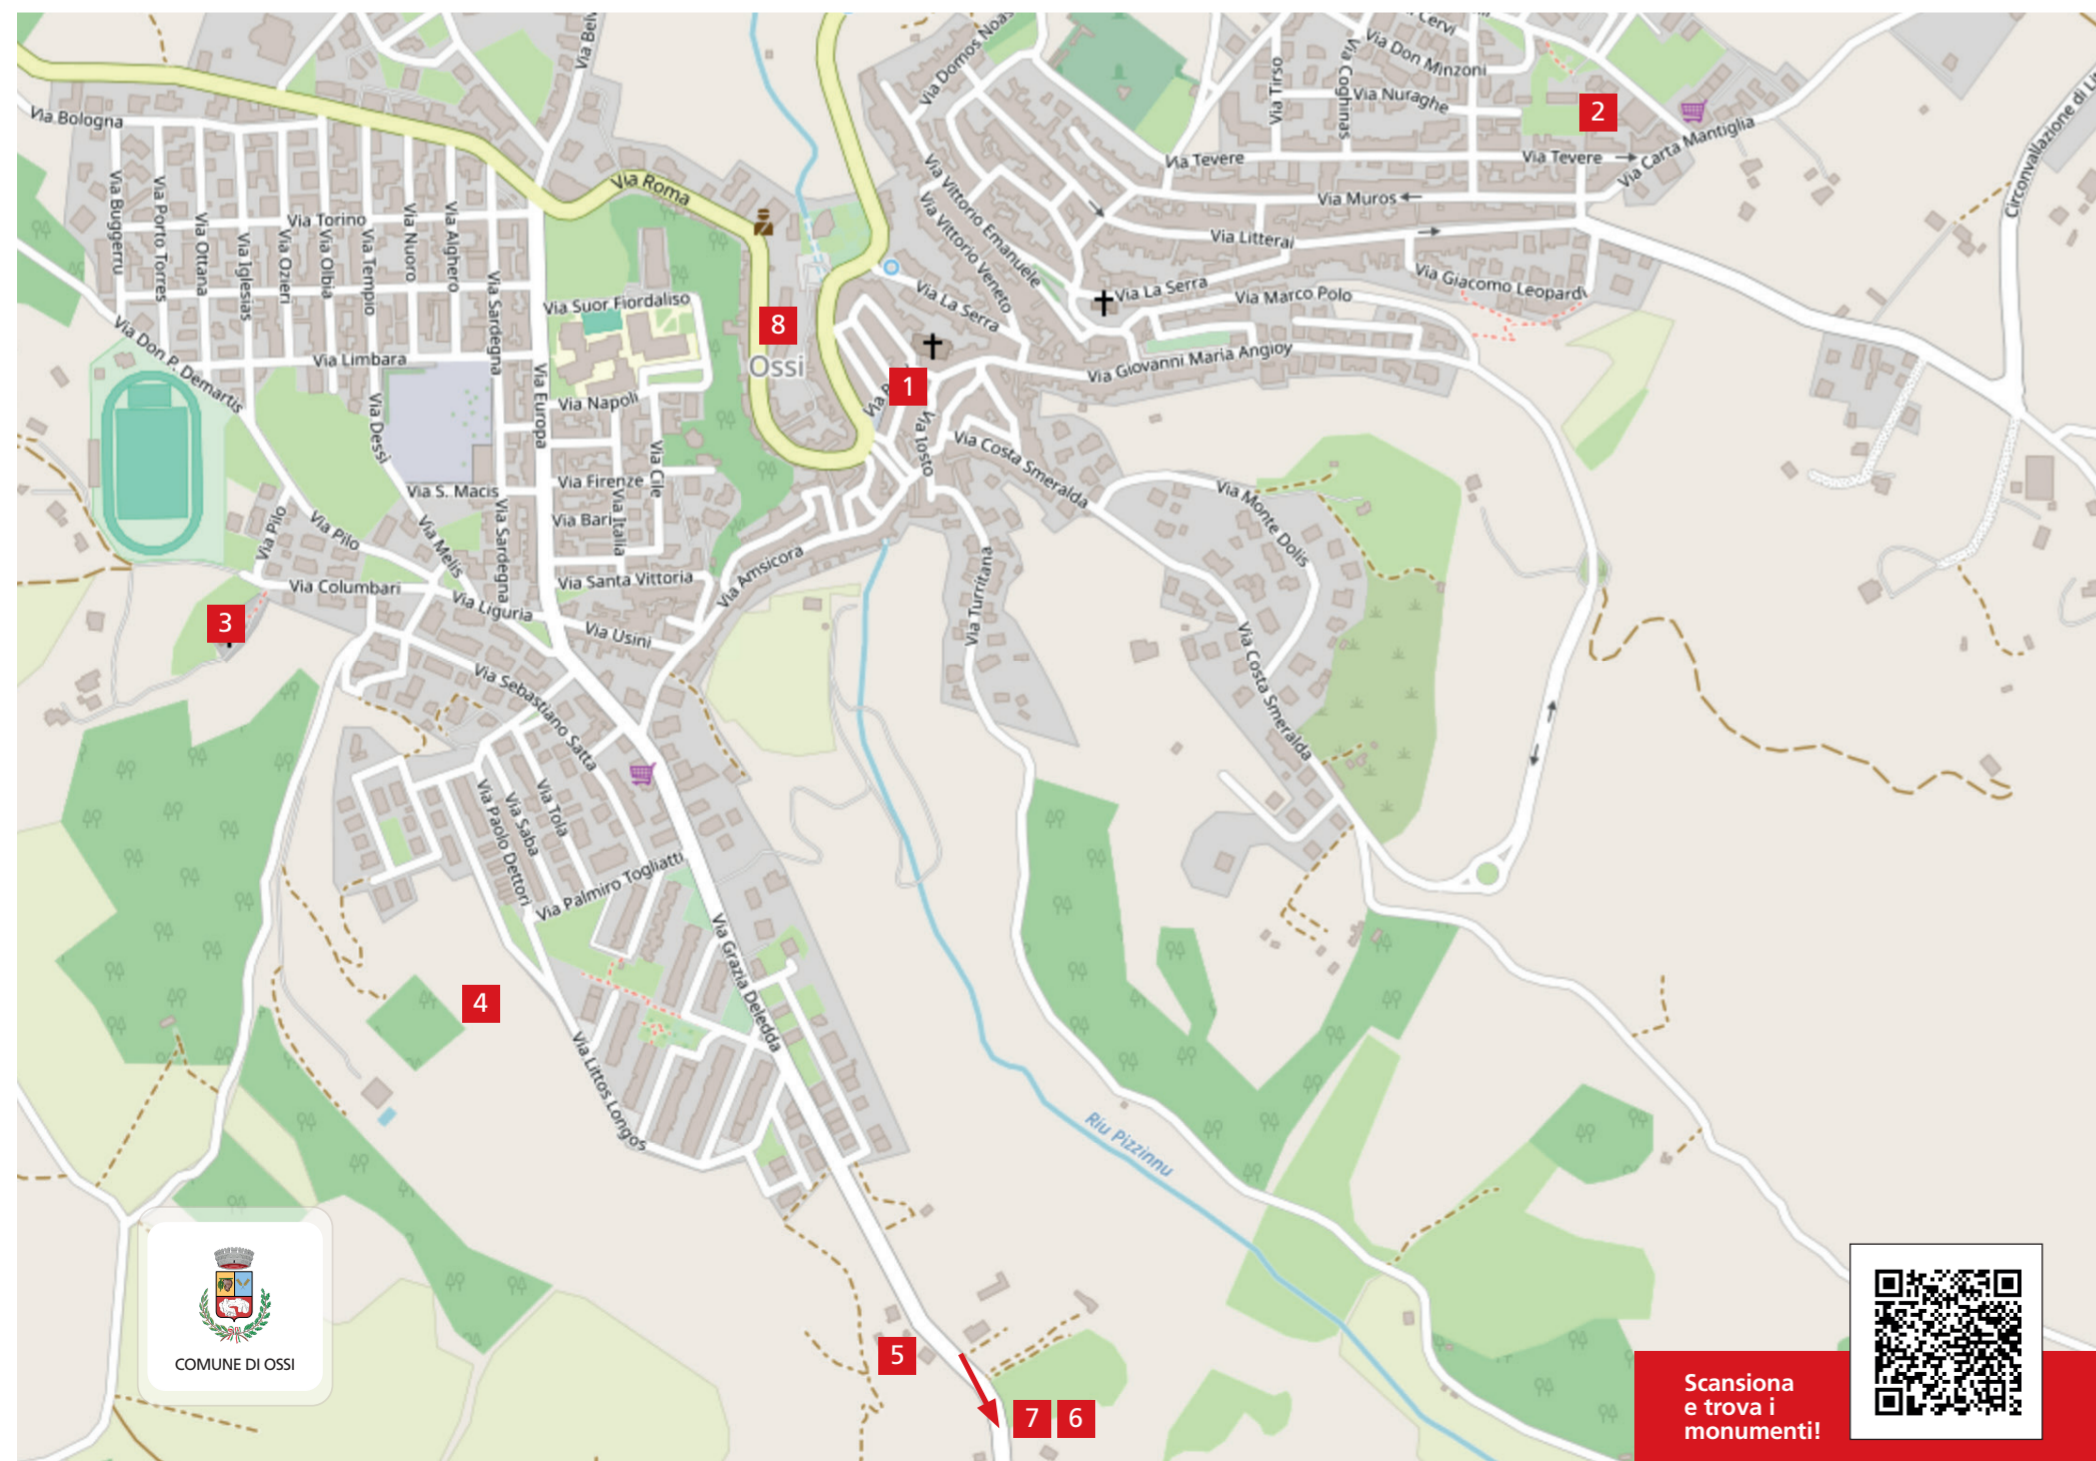 Via Domos Noas
Via Cervi
Via Don Minzoni
Via Coghinas
Via Tirso
Via Nuraghe
2
Via Bologna
Via Tevere
Via Tevere
Via Carta Mantiglia
Via Roma
Via Muros
Via Buggerru
Via Porto Torres
Via Ottana
Via Iglesias
Via Ozieri
Via Olbia
Via Tempio
Via Nuoro
Via Alghero
Via Torino
Via Sardegna
Via Vittorio Emanuele
Via Vittorio Veneto
Via Litterai
Via Giacomo Leopardi
Via La Serra
Via La Serra
Via Marco Polo
Via Suor Fiordaliso
8
Ossi
Via Giovanni Maria Angioy
Via Don P. Demartis
Via Limbara
Via Dessi
Via Europa
Via Napoli
1
Via Tosto
Via Costa Smeralda
Via Cile
Via Firenze
Via S. Macis
Via Sardegna
Via Bari
Via Italia
Via Pilo
Via Pilo
Via Melis
Via Monte Dolis
Via Turritana
Via Amsicora
Via Santa Vittoria
Via Columbari
Via Liguria
Via Usini
3
Via Costa Smeralda
Via Sebastiano Satta
Via Paolo Dettori
Via Saba
Via Tola
Via Palmiro Togliatti
Via Grazia Deledda
4
Via Littos Longos
Riu Pizzinnu
COMUNE DI OSSI
5
7
6
Scansiona
e trova i
monumenti!